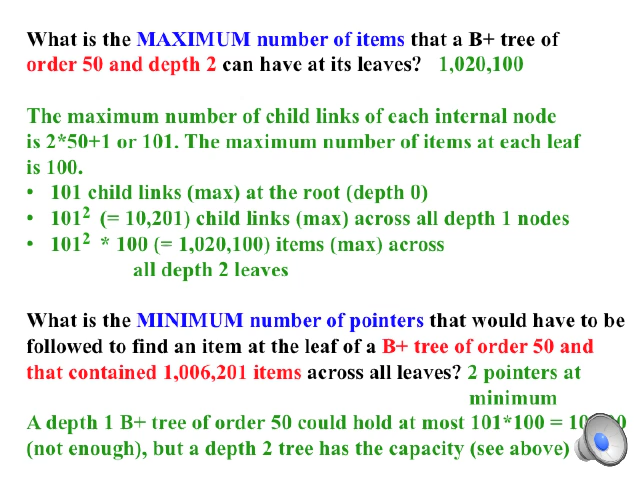 What is the MAXIMUM number of items that a B+ tree of
order 50 and depth 2 can have at its leaves? 1,020,100
The maximum number of child links of each internal node
is 2*50+1 or 101. The maximum number of items at each leaf
is 100.
• 101 child links (max) at the root (depth 0)
• 101² (= 10,201) child links (max) across all depth 1 nodes
• 101² * 100 (= 1,020,100) items (max) across
all depth 2 leaves
What is the MINIMUM number of pointers that would have to be
followed to find an item at the leaf of a B+ tree of order 50 and
that contained 1,006,201 items across all leaves? 2 pointers at
minimum
A depth 1 B+ tree of order 50 could hold at most 101*100 =
(not enough), but a depth 2 tree has the capacity (see above)